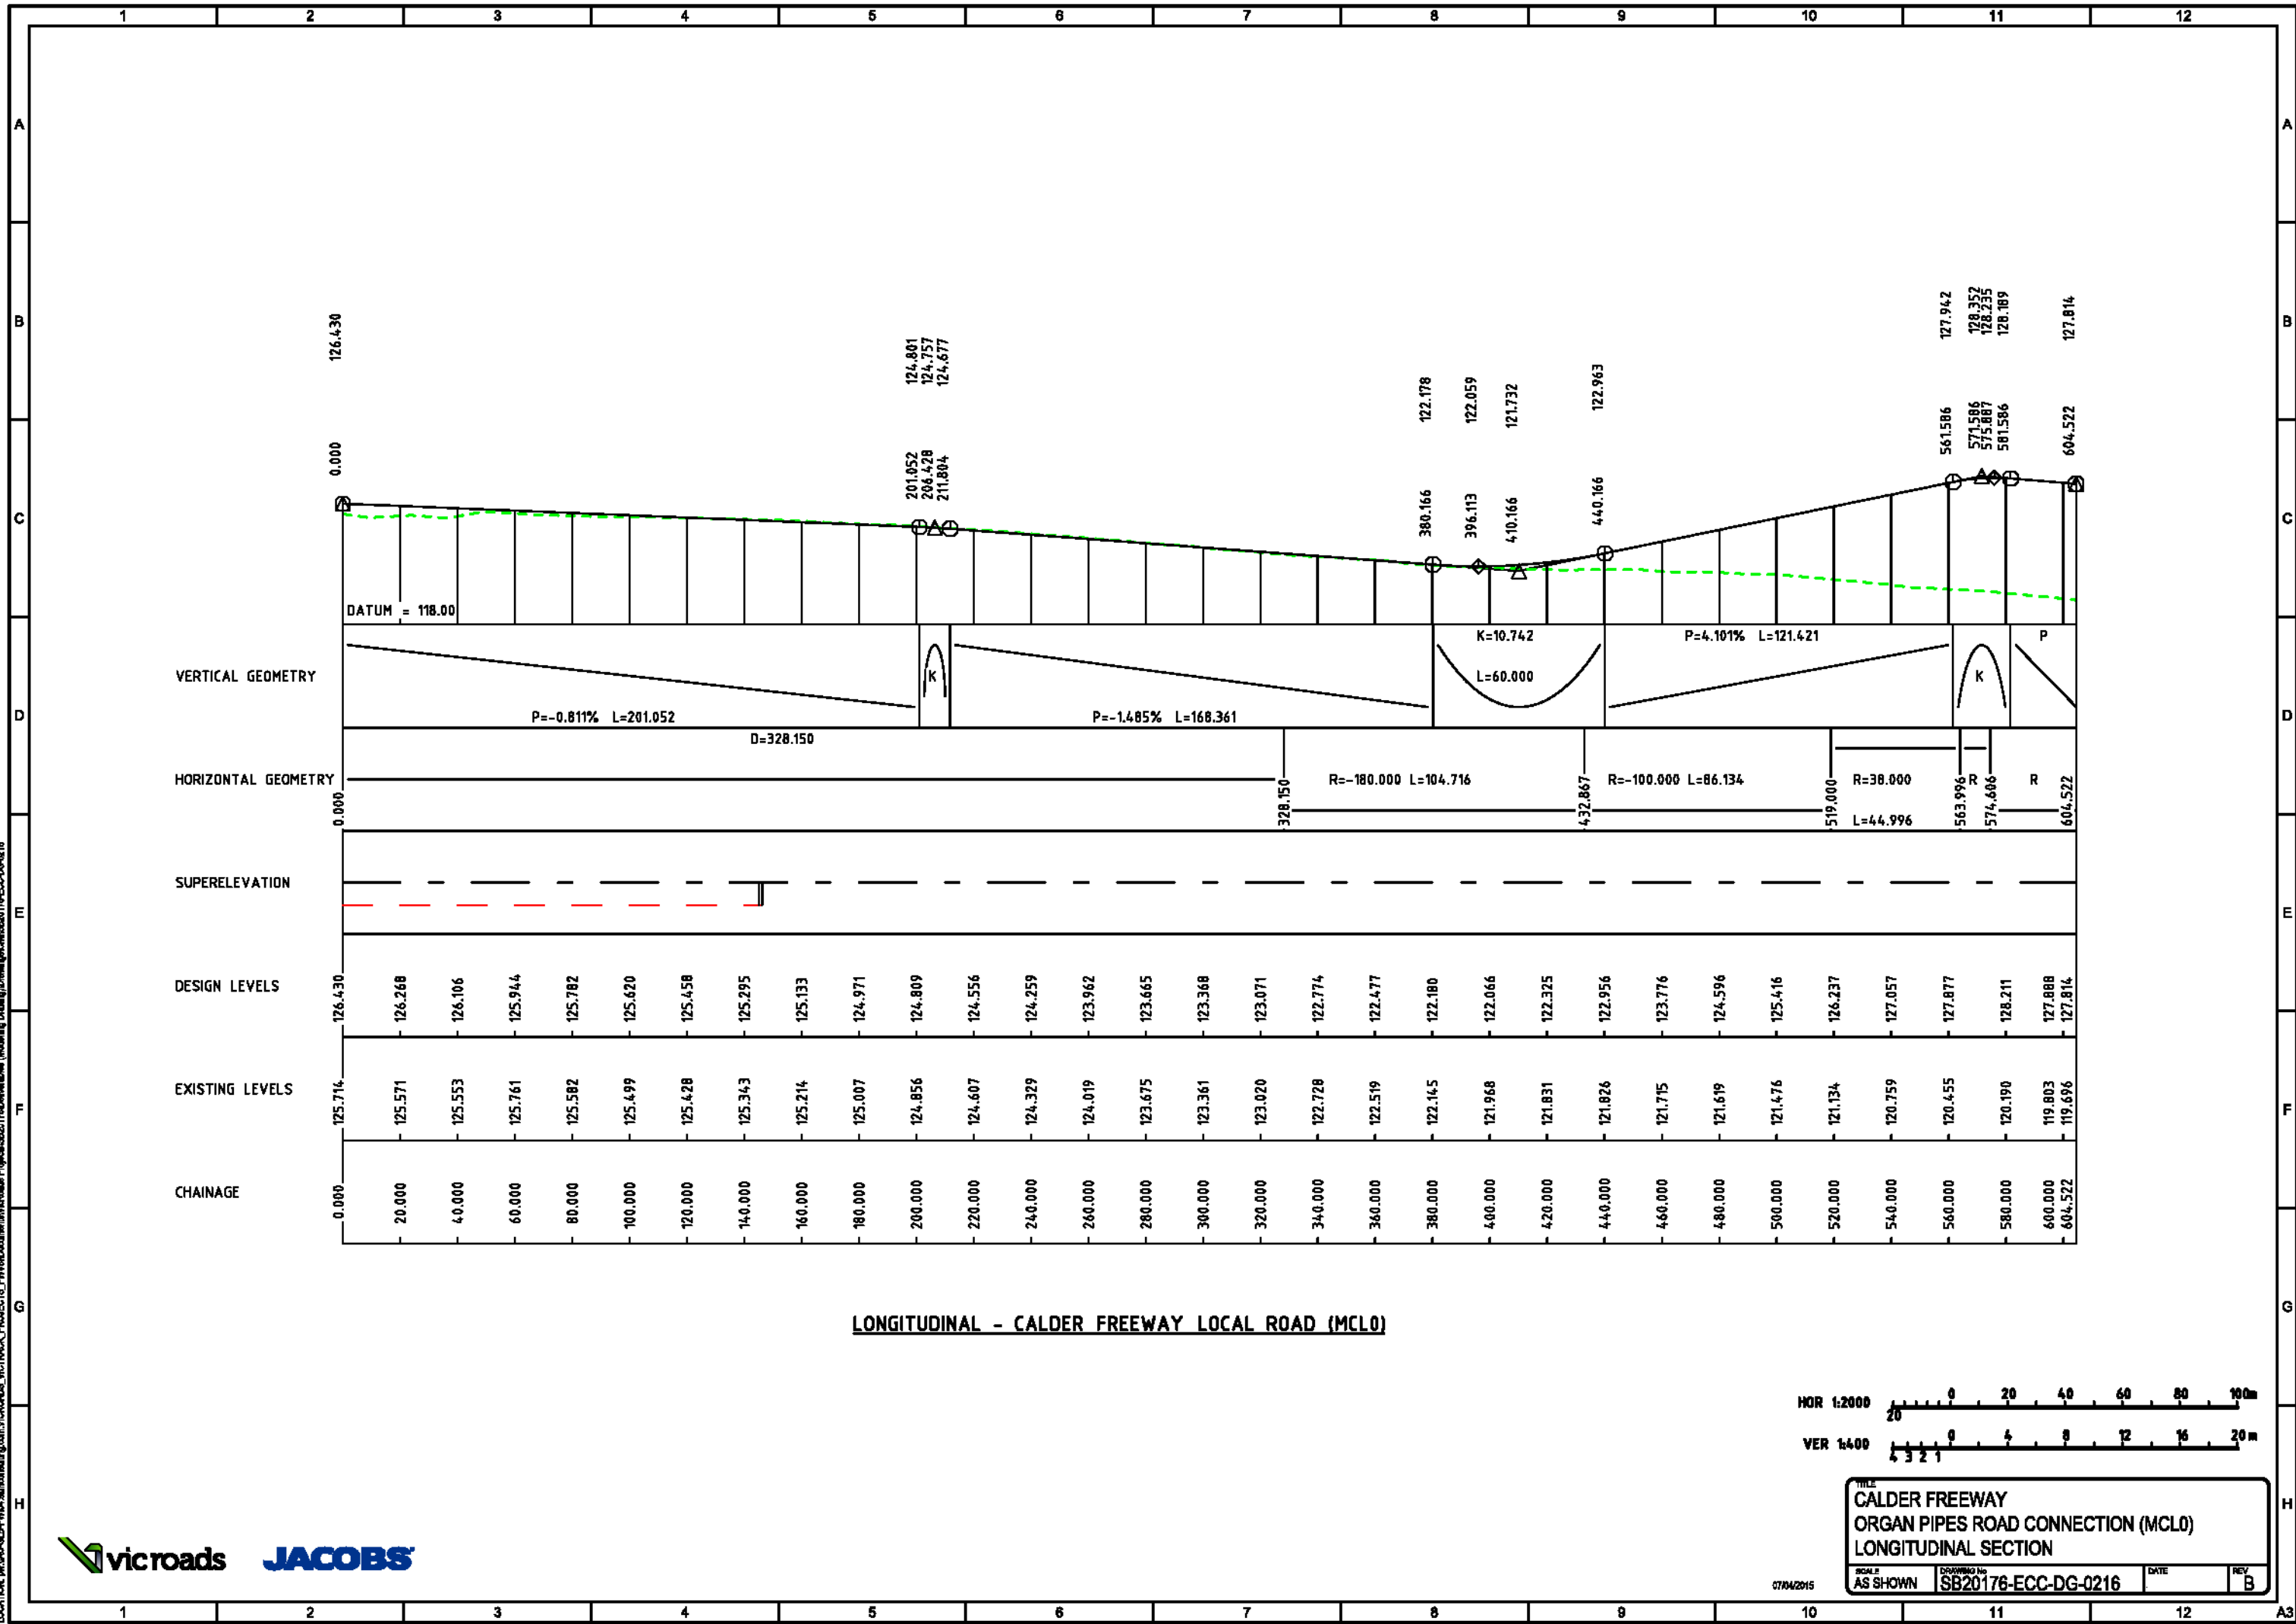 1 2 3 4 5 6 7 8 9 10 11 12
A A
B B
C C
D D
E E
F F
G G
H H
126.430
124.801
124.757
124.677
122.178
122.059
121.732
122.963
127.942
128.352
128.235
128.189
127.814
0.000
201.052
206.428
211.804
380.166
396.113
410.166
440.166
561.586
571.586
575.887
581.586
604.522
DATUM = 118.00
VERTICAL GEOMETRY
P=-0.811% L=201.052
K
P=-1.485% L=168.361
K=10.742
L=60.000
P=4.101% L=121.421
K
P
HORIZONTAL GEOMETRY
D=328.150
R=-180.000 L=104.716
R=-100.000 L=86.134
R=38.000
L=44.996
R
R
0.000 328.150 432.867 519.000 563.996 574.606 604.522
SUPERELEVATION
DESIGN LEVELS
126.430 126.268 126.106 125.944 125.782 125.620 125.458 125.295 125.133 124.971 124.809 124.556 124.259 123.962 123.665 123.368 123.071 122.774 122.477 122.180 122.066 122.325 122.956 123.776 124.596 125.416 126.237 127.057 127.877 128.211 127.888 127.814
EXISTING LEVELS
125.714 125.571 125.553 125.761 125.582 125.499 125.428 125.343 125.214 125.007 124.856 124.607 124.329 124.019 123.675 123.361 123.020 122.728 122.519 122.145 121.968 121.831 121.826 121.715 121.619 121.476 121.134 120.759 120.455 120.190 119.803 119.696
CHAINAGE
0.000 20.000 40.000 60.000 80.000 100.000 120.000 140.000 160.000 180.000 200.000 220.000 240.000 260.000 280.000 300.000 320.000 340.000 360.000 380.000 400.000 420.000 440.000 460.000 480.000 500.000 520.000 540.000 560.000 580.000 600.000 604.522
LONGITUDINAL - CALDER FREEWAY LOCAL ROAD (MCL0)
HOR 1:2000
20 0 20 40 60 80 100m
VER 1:400
4 3 2 1 0 4 8 12 16 20 m
vicroads JACOBS
07/04/2015
TITLE
CALDER FREEWAY
ORGAN PIPES ROAD CONNECTION (MCL0)
LONGITUDINAL SECTION
SCALE
AS SHOWN
DRAWING No
SB20176-ECC-DG-0216
DATE
REV
B
1 2 3 4 5 6 7 8 9 10 11 12 A3